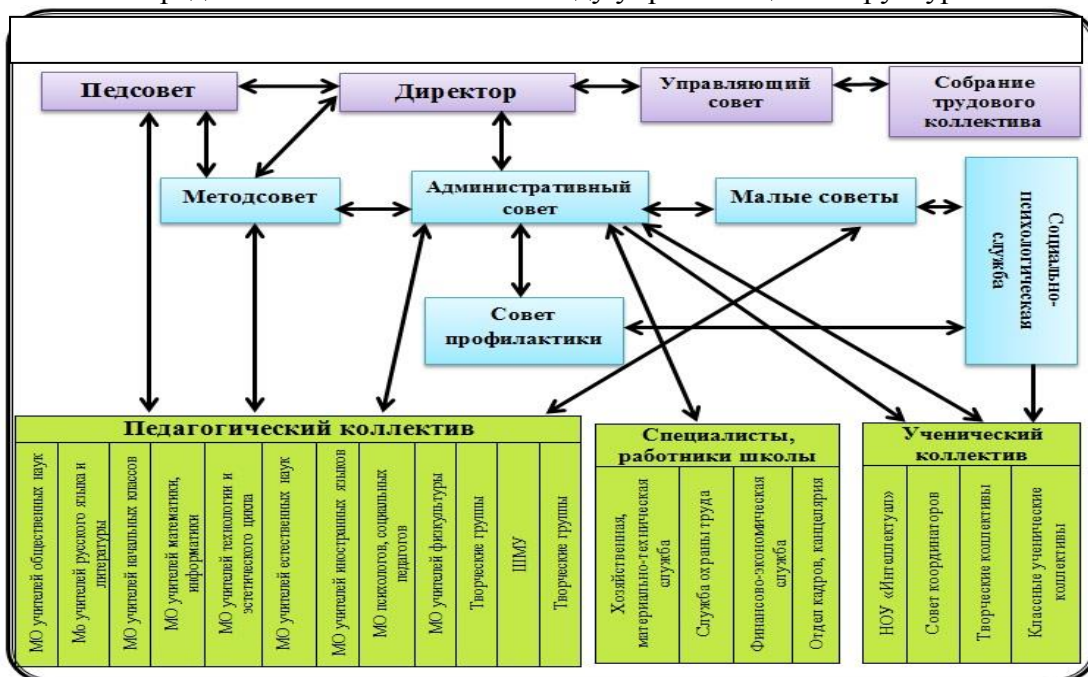 Педсовет
Директор
Управляющий
совет
Собрание
трудового
коллектива
Методсовет
Административный
совет
Малые советы
Социально-
психологическая
служба
Совет
профилактики
Педагогический коллектив
МО учителей общественных наук
Мо учителей русского языка и
литературы
МО учителей начальных классов
МО учителей математики,
информатики
МО учителей технологии и
эстетического цикла
МО учителей естественных наук
МО учителей иностранных языков
МО психологов, социальных
педагогов
МО учителей физкультуры
Творческие группы
ШМУ
Творческие группы
Специалисты,
работники школы
Хозяйственная,
материально-техническая
служба
Служба охраны труда
Финансово-экономическая
служба
Отдел кадров, канцелярия
Ученический
коллектив
НОУ «Интеллектуал»
Совет координаторов
Творческие коллективы
Классные ученические
коллективы